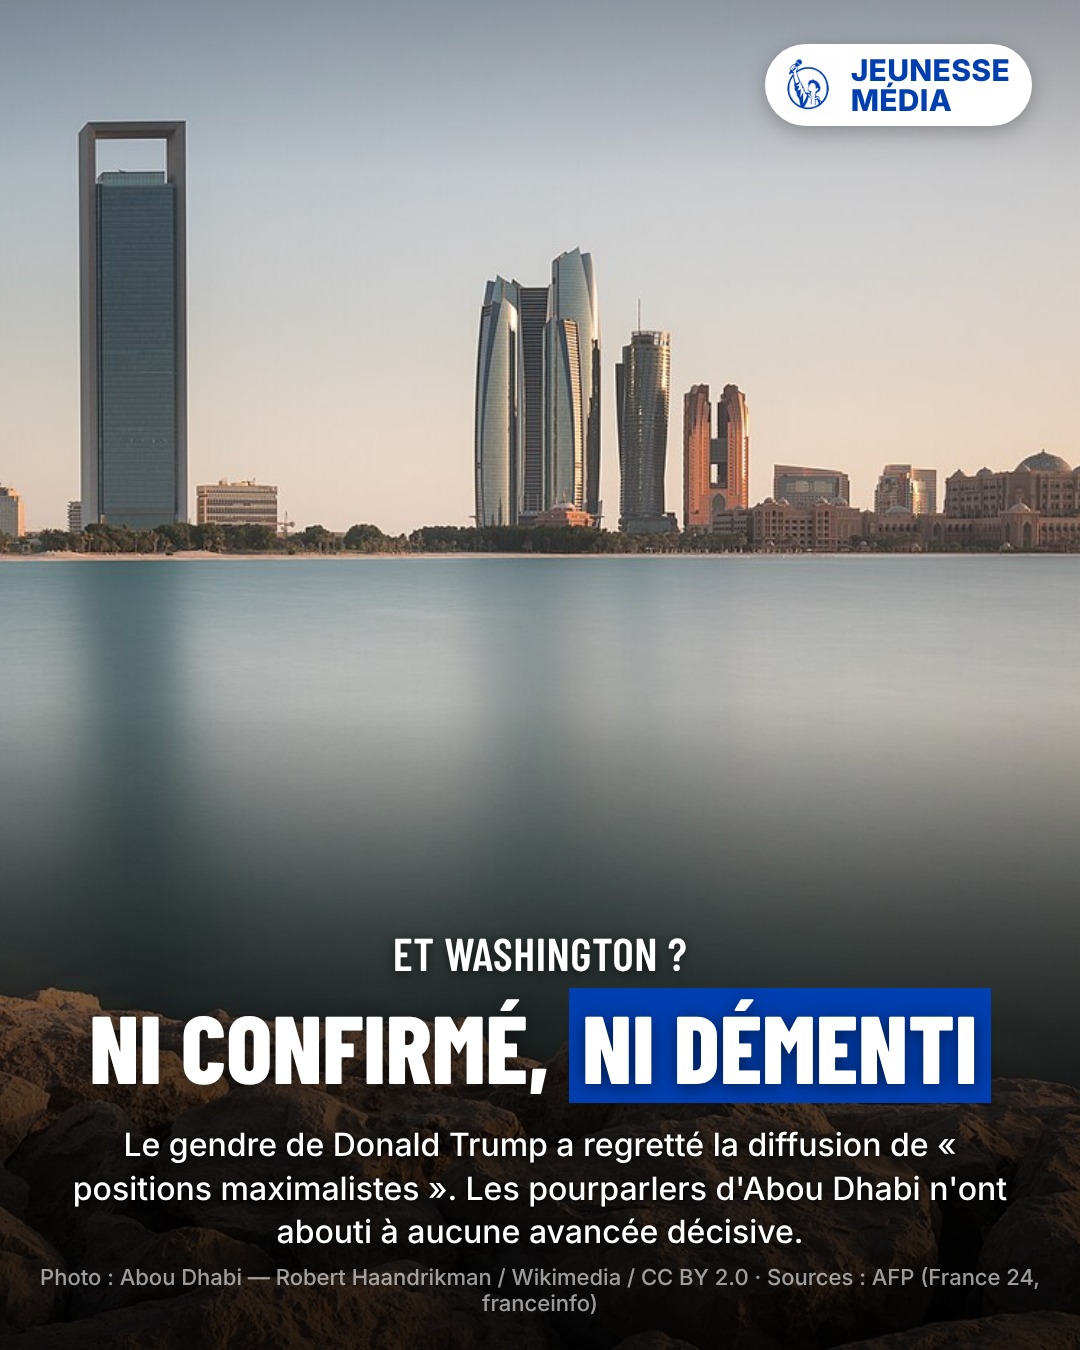 JEUNESSE
MÉDIA
ET WASHINGTON ?
NI CONFIRMÉ, NI DÉMENTI
Le gendre de Donald Trump a regretté la diffusion de «
positions maximalistes ». Les pourparlers d'Abou Dhabi n'ont
abouti à aucune avancée décisive.
Photo : Abou Dhabi — Robert Haandrikman / Wikimedia / CC BY 2.0 · Sources : AFP (France 24,
franceinfo)